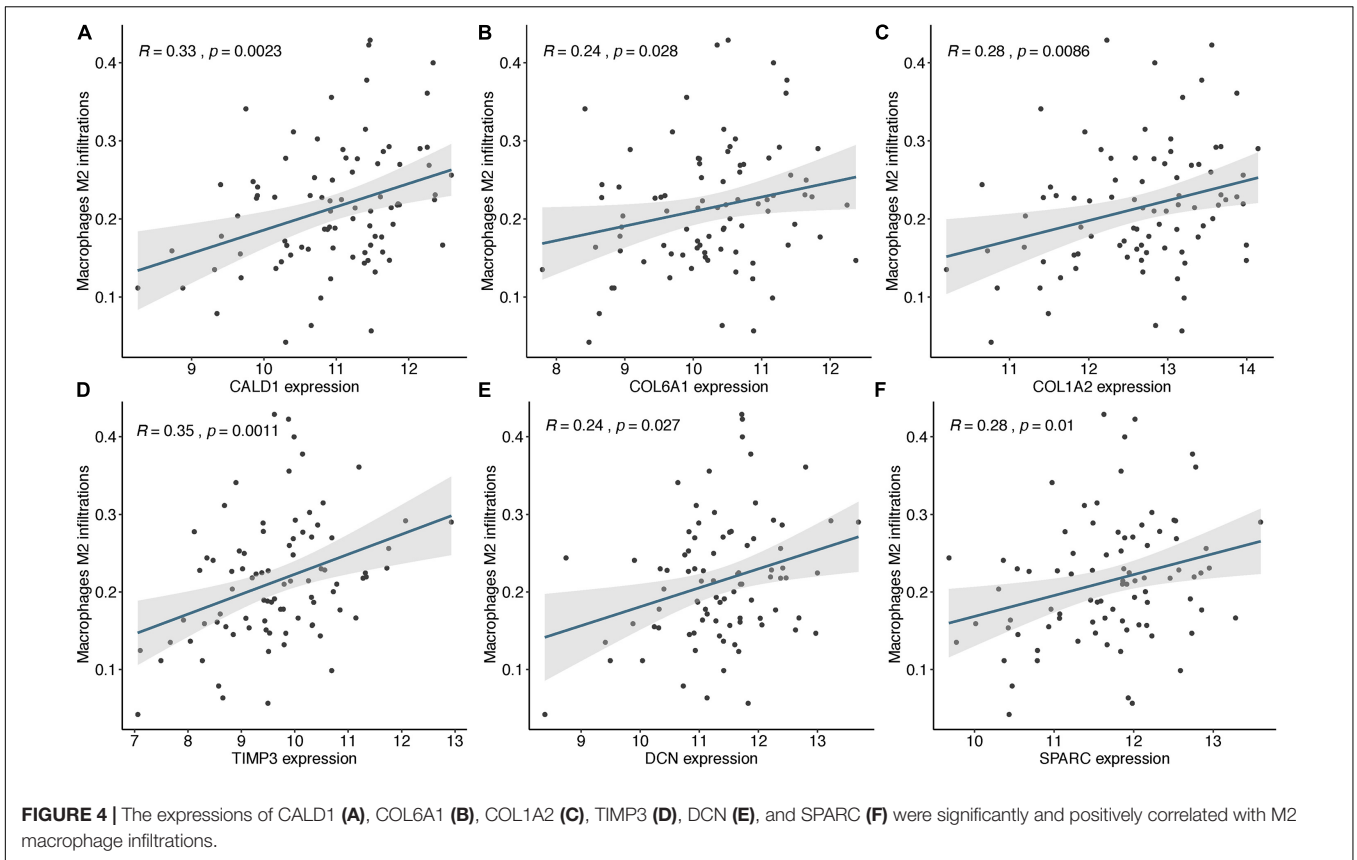 A
R = 0.33 , p = 0.0023
Macrophages M2 infiltrations
0.4
0.3
0.2
0.1
9 10 11 12
CALD1 expression
B
R = 0.24 , p = 0.028
Macrophages M2 infiltrations
0.4
0.3
0.2
0.1
8 9 10 11 12
COL6A1 expression
C
R = 0.28 , p = 0.0086
Macrophages M2 infiltrations
0.4
0.3
0.2
0.1
11 12 13 14
COL1A2 expression
D
R = 0.35 , p = 0.0011
Macrophages M2 infiltrations
0.4
0.3
0.2
0.1
7 8 9 10 11 12 13
TIMP3 expression
E
R = 0.24 , p = 0.027
Macrophages M2 infiltrations
0.4
0.3
0.2
0.1
9 10 11 12 13
DCN expression
F
R = 0.28 , p = 0.01
Macrophages M2 infiltrations
0.4
0.3
0.2
0.1
10 11 12 13
SPARC expression
FIGURE 4 | The expressions of CALD1 (A), COL6A1 (B), COL1A2 (C), TIMP3 (D), DCN (E), and SPARC (F) were significantly and positively correlated with M2
macrophage infiltrations.